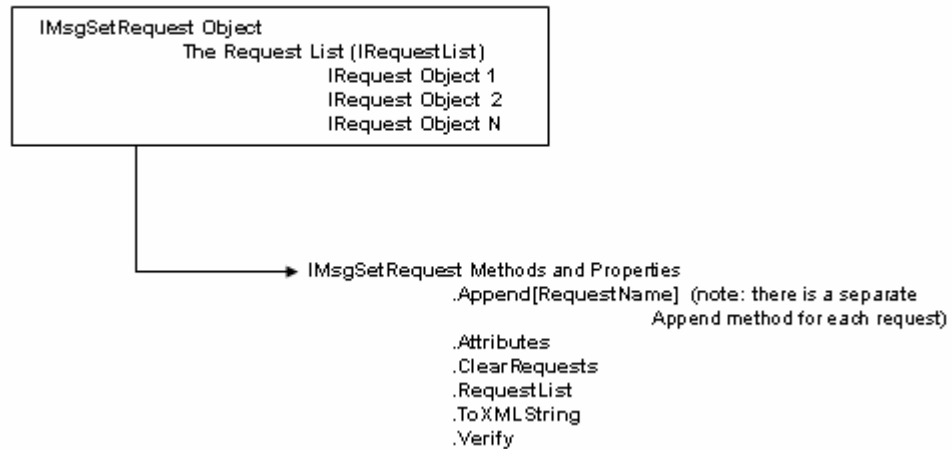 IMsgSetRequest Object
The Request List (IRequestList)
IRequest Object 1
IRequest Object 2
IRequest Object N
IMsgSetRequest Methods and Properties
.Append[RequestName] (note: there is a separate
Append method for each request)
.Attributes
.ClearRequests
.RequestList
.ToXMLString
.Verify